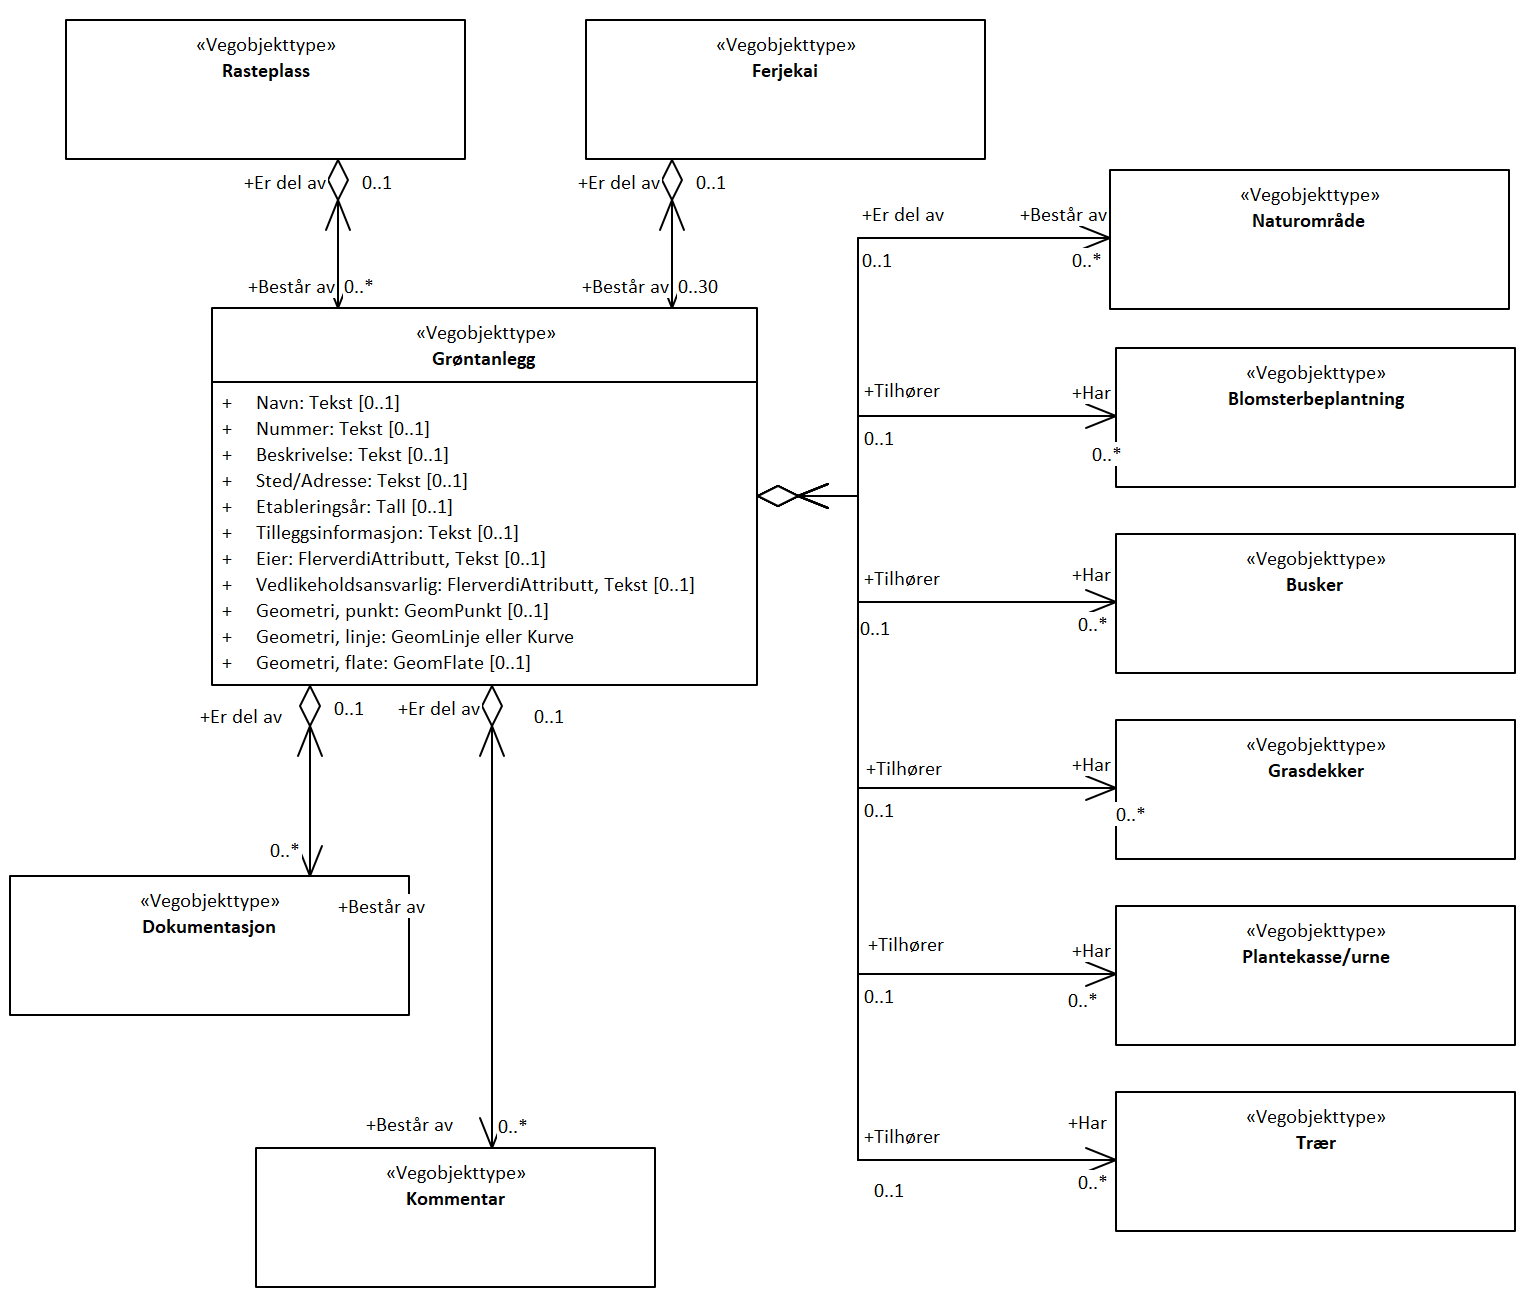 «Vegobjekttype»
Rasteplass
«Vegobjekttype»
Ferjekai
+Er del av
0..1
+Er del av
0..1
+Består av
0..*
+Består av
0..30
«Vegobjekttype»
Grøntanlegg
+ Navn: Tekst [0..1]
+ Nummer: Tekst [0..1]
+ Beskrivelse: Tekst [0..1]
+ Sted/Adresse: Tekst [0..1]
+ Etableringsår: Tall [0..1]
+ Tilleggsinformasjon: Tekst [0..1]
+ Eier: FlerverdiAttributt, Tekst [0..1]
+ Vedlikeholdsansvarlig: FlerverdiAttributt, Tekst [0..1]
+ Geometri, punkt: GeomPunkt [0..1]
+ Geometri, linje: GeomLinje eller Kurve
+ Geometri, flate: GeomFlate [0..1]
+Er del av
0..1
+Er del av
0..1
0..*
«Vegobjekttype»
Dokumentasjon
+Består av
+Består av
0..*
«Vegobjekttype»
Kommentar
+Er del av
+Består av
0..1
0..*
«Vegobjekttype»
Naturområde
+Tilhører
+Har
0..1
0..*
«Vegobjekttype»
Blomsterbeplantning
+Tilhører
+Har
0..1
0..*
«Vegobjekttype»
Busker
+Tilhører
+Har
0..1
0..*
«Vegobjekttype»
Grasdekker
+Tilhører
+Har
0..1
0..*
«Vegobjekttype»
Plantekasse/urne
+Tilhører
+Har
0..1
0..*
«Vegobjekttype»
Trær